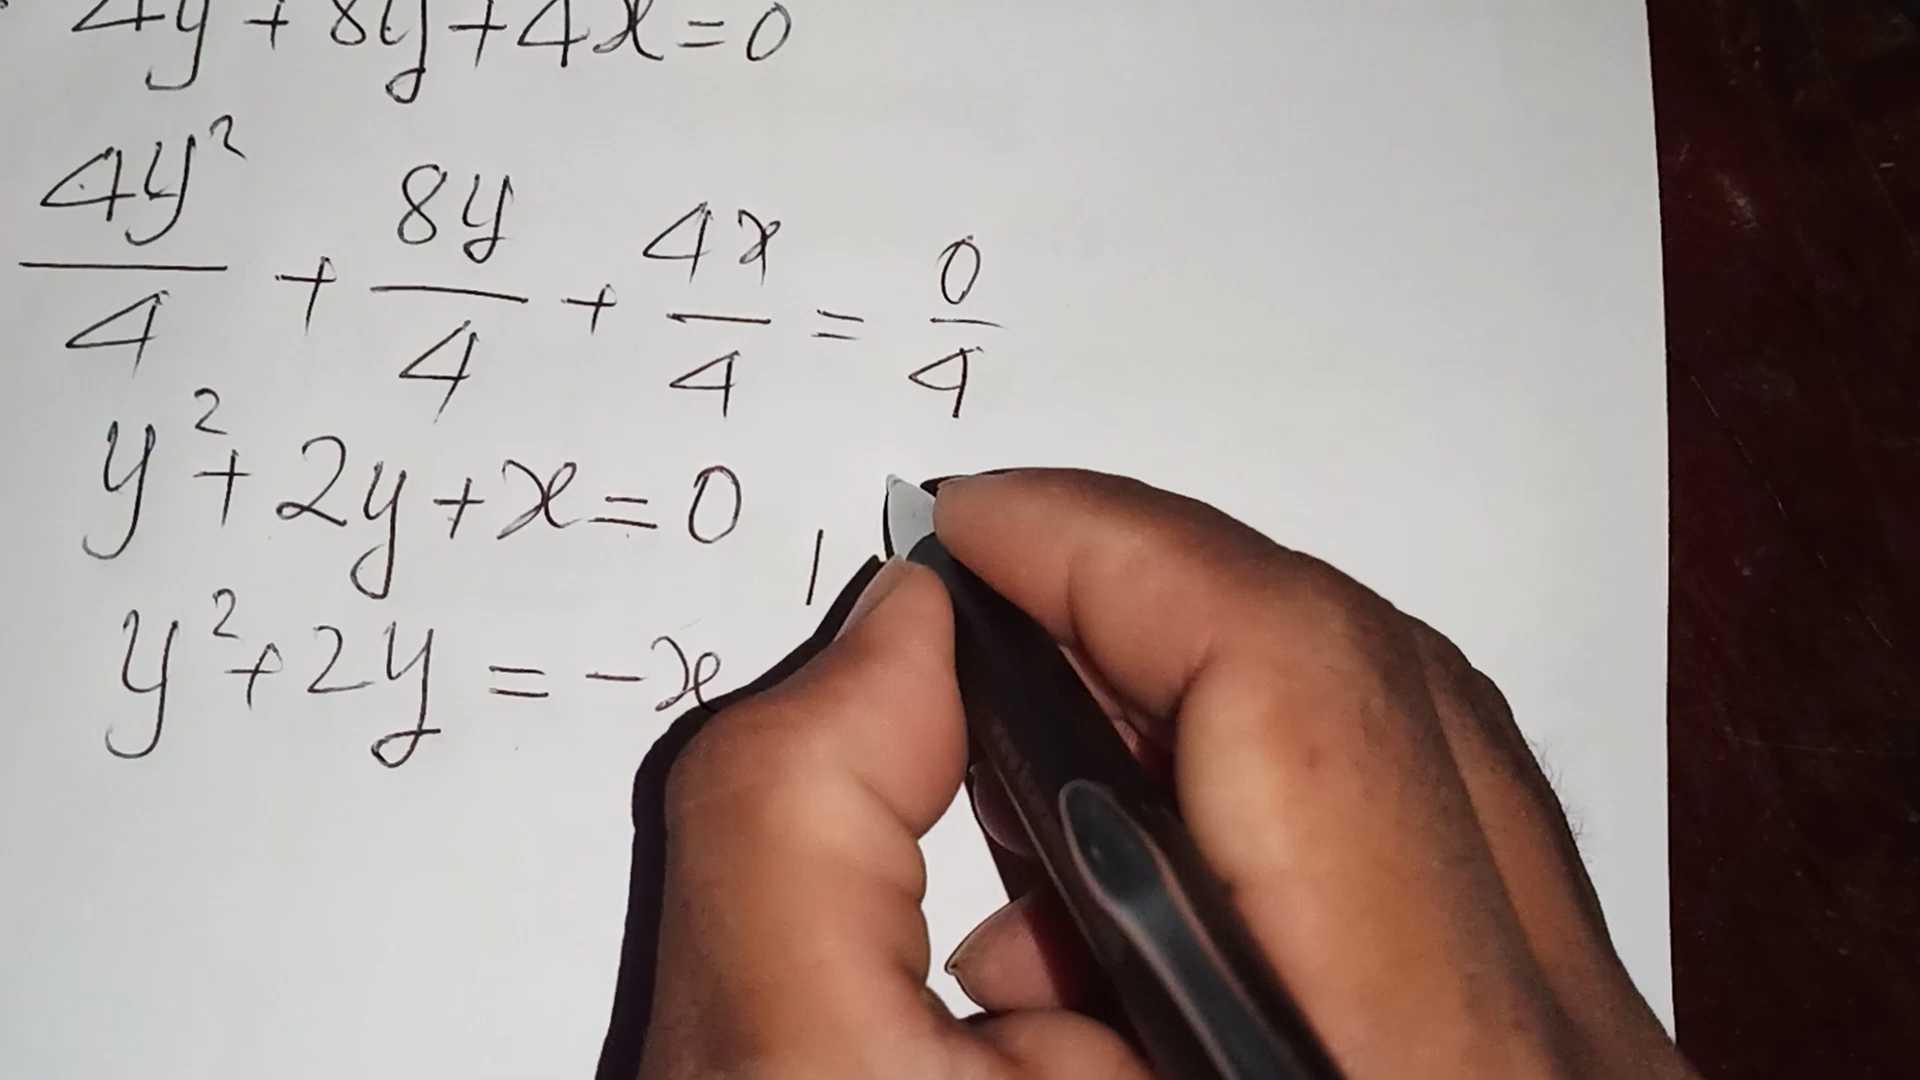 4y + 8y + 4x = 0
4y²/4 + 8y/4 + 4x/4 = 0/4
y² + 2y + x = 0
y² + 2y = -x